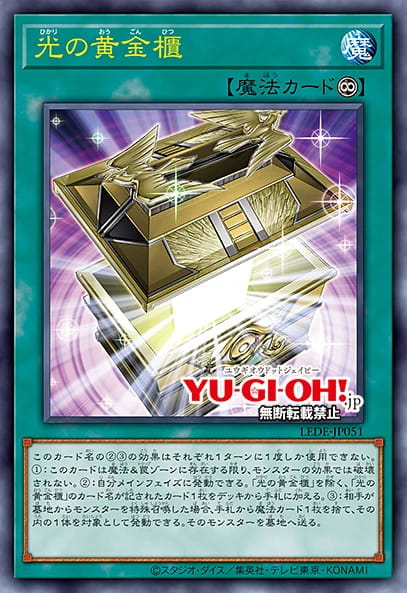 ひかり おう ごん ひつ
光の黄金櫃
魔
ま ほう
【魔法カード】
ユウギオウドットジェイピー
YU-GI-OH!.jp
無断転載禁止
LEDE-JP051
このカード名の②③の効果はそれぞれ1ターンに1度しか使用できない。
①:このカードは魔法&罠ゾーンに存在する限り、モンスターの効果では破壊
されない。②:自分メインフェイズに発動できる。「光の黄金櫃」を除く、「光の
黄金櫃」のカード名が記されたカード1枚をデッキから手札に加える。③:相手が
墓地からモンスターを特殊召喚した場合、手札から魔法カード1枚を捨て、その
内の1体を対象として発動できる。そのモンスターを墓地へ送る。
©スタジオ・ダイス/集英社・テレビ東京・KONAMI